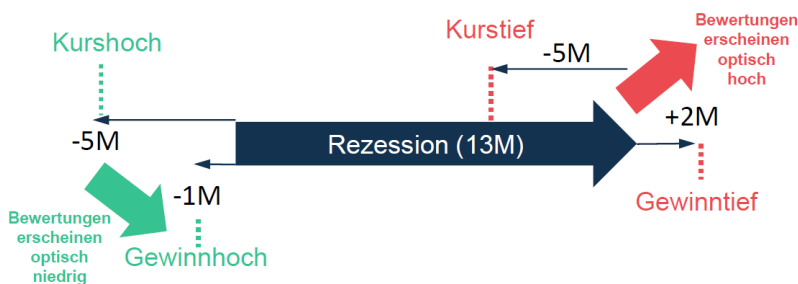 Kurshoch
Kurstief
-5M
Bewertungen
erscheinen
optisch
hoch
+2M
-5M
Rezession (13M)
-1M
Bewertungen
erscheinen
optisch
niedrig
Gewinnhoch
Gewinntief